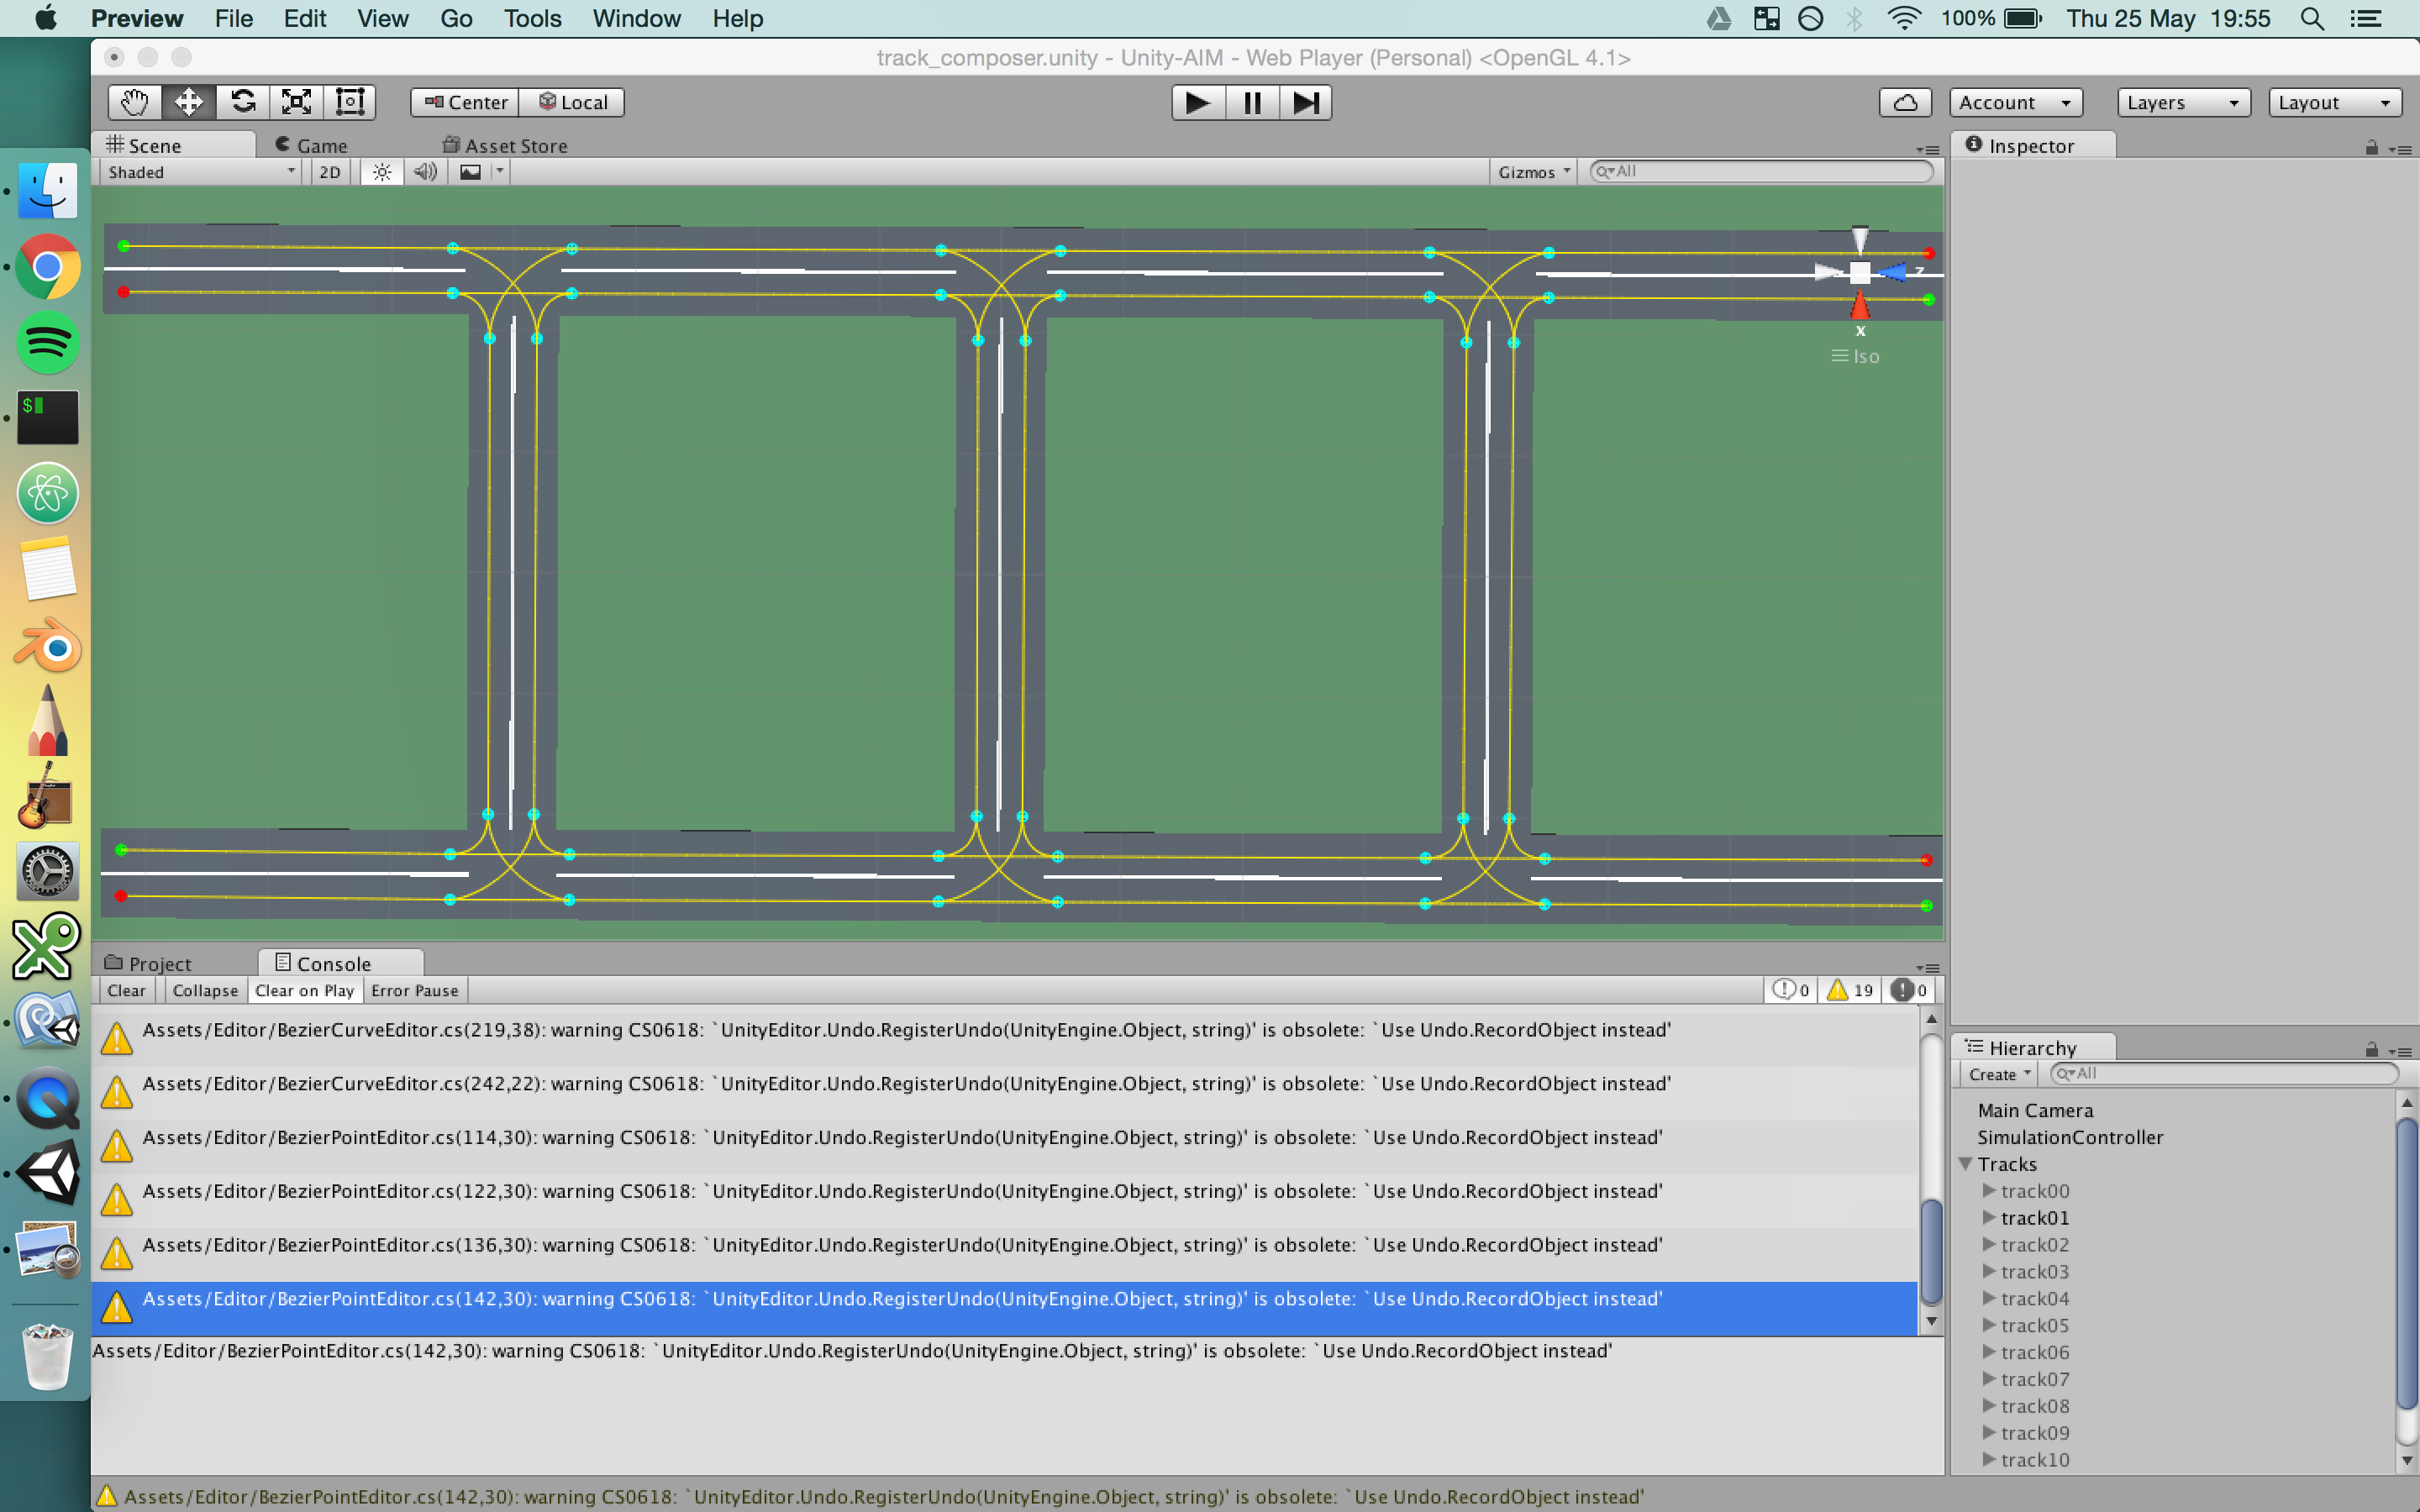 Preview File Edit View Go Tools Window Help 100% Thu 25 May 19:55
track_composer.unity - Unity-AIM - Web Player (Personal) <OpenGL 4.1>
Center Local Account Layers Layout
Scene Game Asset Store Inspector
Shaded 2D Gizmos All
z
x
Iso
$
Project Console
Clear Collapse Clear on Play Error Pause 0 19 0
Assets/Editor/BezierCurveEditor.cs(219,38): warning CS0618: `UnityEditor.Undo.RegisterUndo(UnityEngine.Object, string)' is obsolete: `Use Undo.RecordObject instead'
Assets/Editor/BezierCurveEditor.cs(242,22): warning CS0618: `UnityEditor.Undo.RegisterUndo(UnityEngine.Object, string)' is obsolete: `Use Undo.RecordObject instead'
Assets/Editor/BezierPointEditor.cs(114,30): warning CS0618: `UnityEditor.Undo.RegisterUndo(UnityEngine.Object, string)' is obsolete: `Use Undo.RecordObject instead'
Assets/Editor/BezierPointEditor.cs(122,30): warning CS0618: `UnityEditor.Undo.RegisterUndo(UnityEngine.Object, string)' is obsolete: `Use Undo.RecordObject instead'
Assets/Editor/BezierPointEditor.cs(136,30): warning CS0618: `UnityEditor.Undo.RegisterUndo(UnityEngine.Object, string)' is obsolete: `Use Undo.RecordObject instead'
Assets/Editor/BezierPointEditor.cs(142,30): warning CS0618: `UnityEditor.Undo.RegisterUndo(UnityEngine.Object, string)' is obsolete: `Use Undo.RecordObject instead'
Assets/Editor/BezierPointEditor.cs(142,30): warning CS0618: `UnityEditor.Undo.RegisterUndo(UnityEngine.Object, string)' is obsolete: `Use Undo.RecordObject instead'
Assets/Editor/BezierPointEditor.cs(142,30): warning CS0618: `UnityEditor.Undo.RegisterUndo(UnityEngine.Object, string)' is obsolete: `Use Undo.RecordObject instead'
Hierarchy
Create All
Main Camera
SimulationController
Tracks
track00
track01
track02
track03
track04
track05
track06
track07
track08
track09
track10